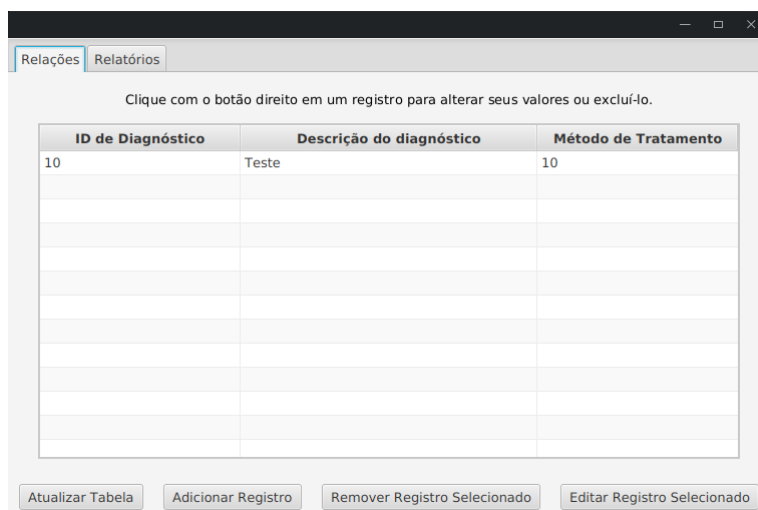 Relações Relatórios
Clique com o botão direito em um registro para alterar seus valores ou excluí-lo.
ID de Diagnóstico Descrição do diagnóstico Método de Tratamento
10 Teste 10
Atualizar Tabela Adicionar Registro Remover Registro Selecionado Editar Registro Selecionado